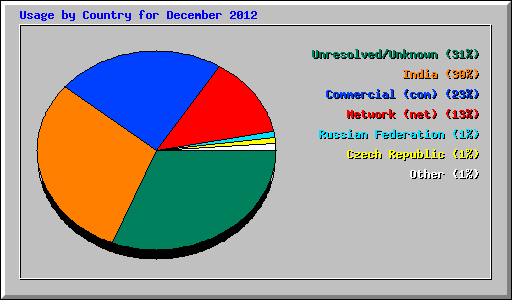 Usage by Country for December 2012
Unresolved/Unknown (31%)
India (30%)
Commercial (com) (23%)
Network (net) (13%)
Russian Federation (1%)
Czech Republic (1%)
Other (1%)